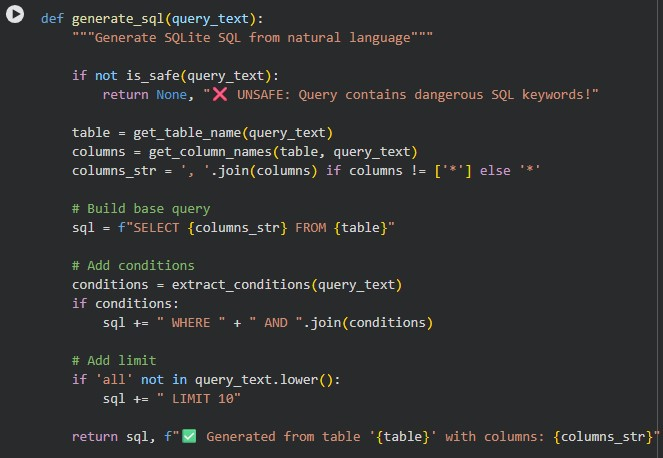 def generate_sql(query_text):
    """Generate SQLite SQL from natural language"""

    if not is_safe(query_text):
        return None, "❌ UNSAFE: Query contains dangerous SQL keywords!"

    table = get_table_name(query_text)
    columns = get_column_names(table, query_text)
    columns_str = ', '.join(columns) if columns != ['*'] else '*'

    # Build base query
    sql = f"SELECT {columns_str} FROM {table}"

    # Add conditions
    conditions = extract_conditions(query_text)
    if conditions:
        sql += " WHERE " + " AND ".join(conditions)

    # Add limit
    if 'all' not in query_text.lower():
        sql += " LIMIT 10"

    return sql, f"✅ Generated from table '{table}' with columns: {columns_str}"